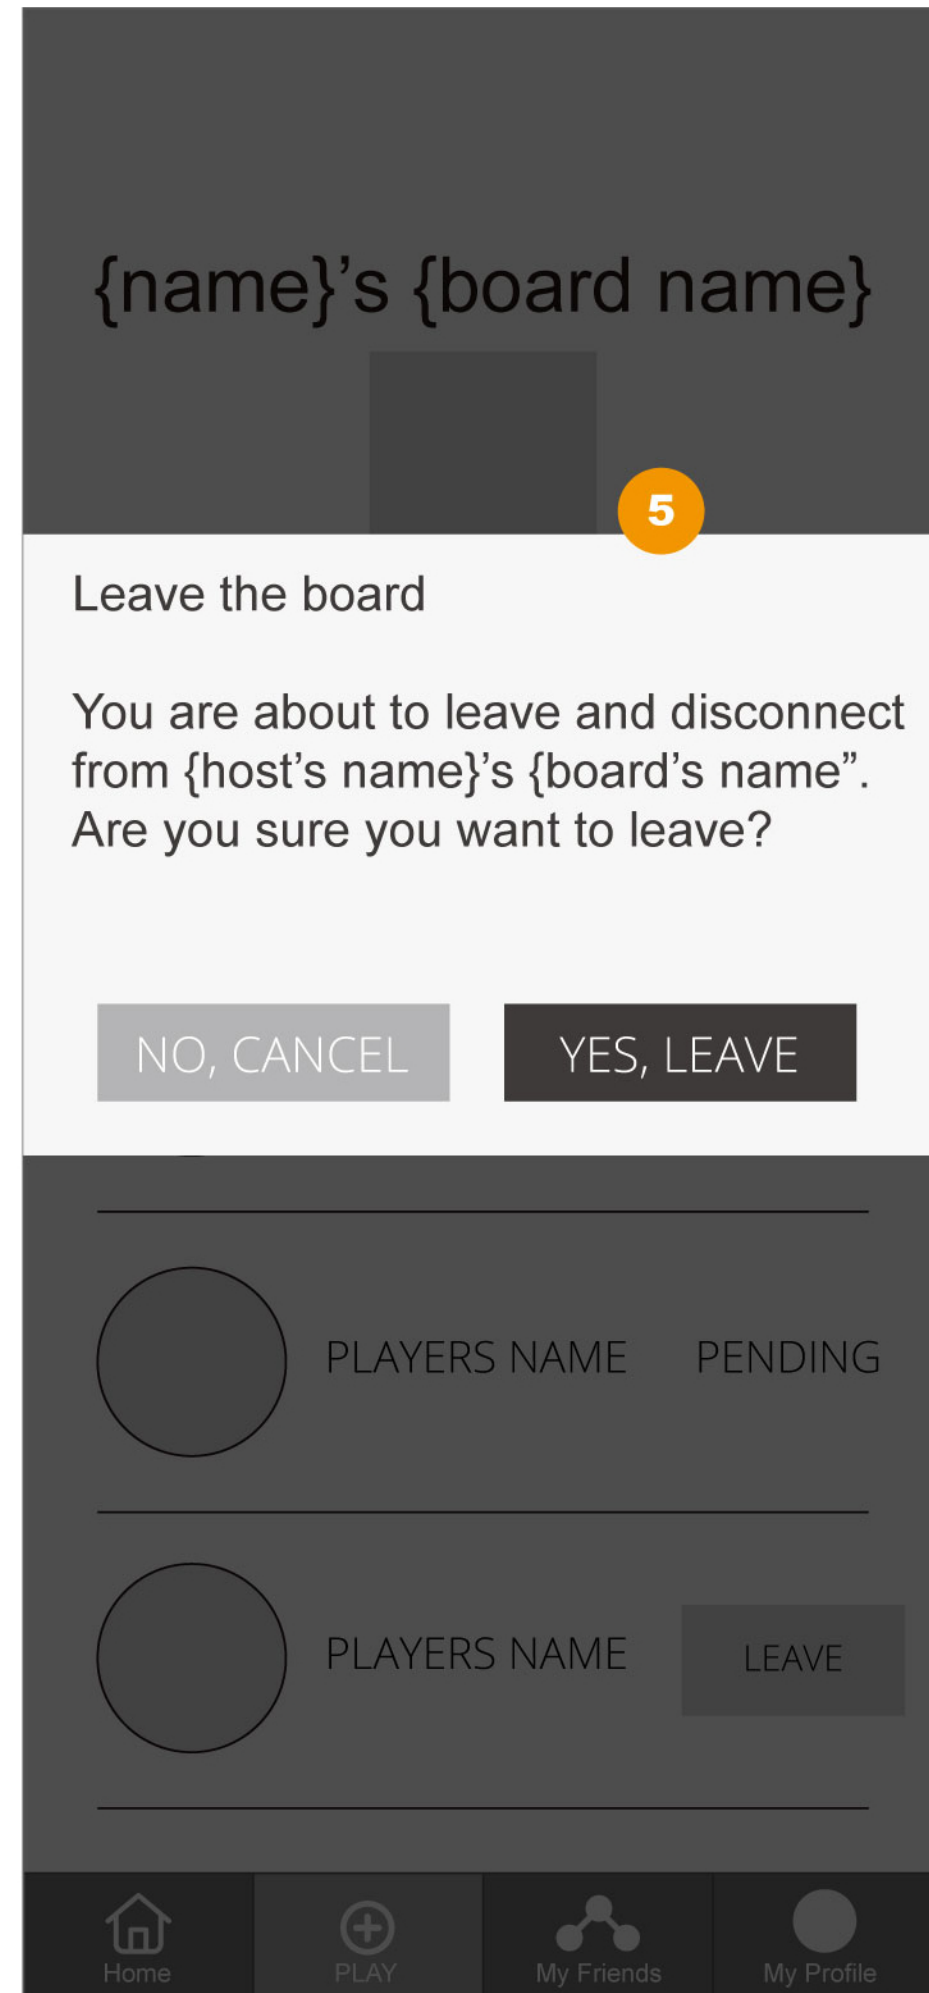 {name}’s {board name}
5
Leave the board
You are about to leave and disconnect
from {host’s name}’s {board’s name”.
Are you sure you want to leave?
NO, CANCEL
YES, LEAVE
PLAYERS NAME
PENDING
PLAYERS NAME
LEAVE
Home
PLAY
My Friends
My Profile